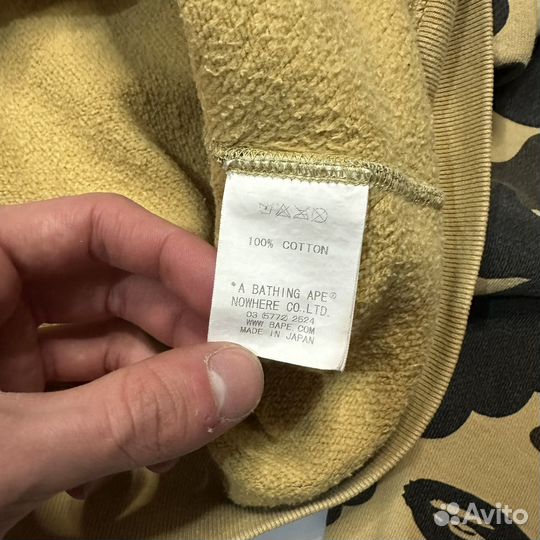 100% COTTON
"A BATHING APE®
NOWHERE CO.,LTD.
03 (5772) 2524
WWW BAPE COM
MADE IN JAPAN
Avito